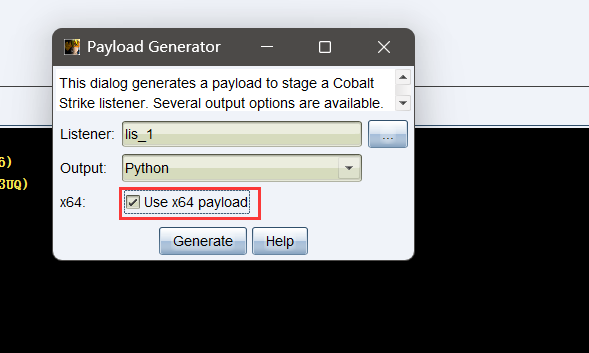 Payload Generator
This dialog generates a payload to stage a Cobalt
Strike listener. Several output options are available.
Listener: lis_1 ...
Output: Python
x64: Use x64 payload
Generate Help
6)
3UQ)